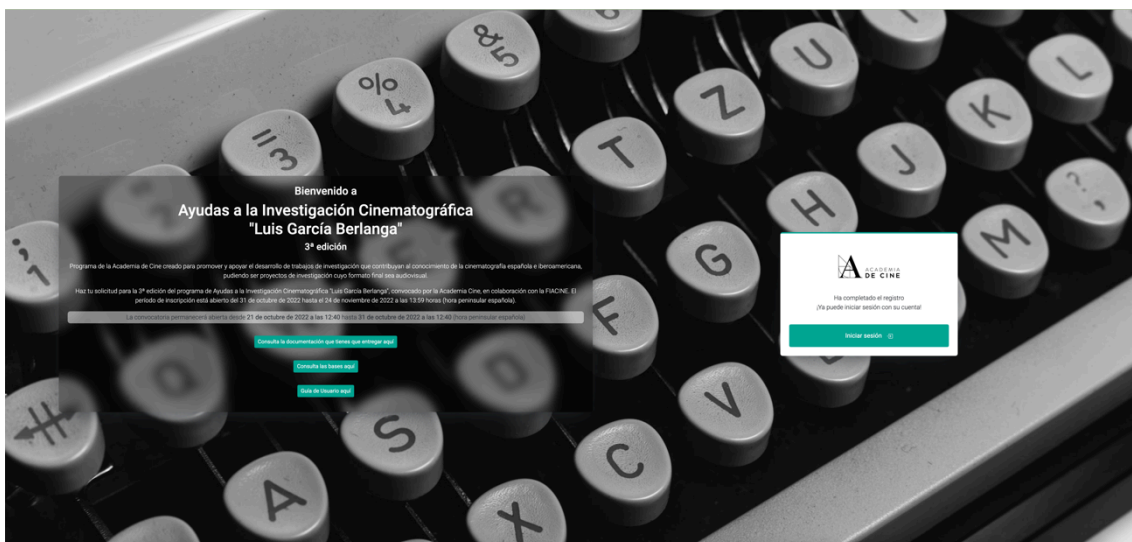 Bienvenido a
Ayudas a la Investigación Cinematográfica
"Luis García Berlanga"
3ª edición
Programa de la Academia de Cine creado para promover y apoyar el desarrollo de trabajos de investigación que contribuyan al conocimiento de la cinematografía española e iberoamericana,
pudiendo ser proyectos de investigación cuyo formato final sea audiovisual.
Haz tu solicitud para la 3ª edición del programa de Ayudas a la Investigación Cinematográfica "Luis García Berlanga", convocado por la Academia Cine, en colaboración con la FIACINE. El
período de inscripción está abierto del 31 de octubre de 2022 hasta el 24 de noviembre de 2022 a las 13:59 horas (hora peninsular española).
La convocatoria permanecerá abierta desde 21 de octubre de 2022 a las 12:40 hasta 31 de octubre de 2022 a las 12:40 (hora peninsular española)
Consulta la documentación que tienes que entregar aquí
Consulta las bases aquí
Guía de Usuario aquí
ACADEMIA
DE CINE
Ha completado el registro
¡Ya puede iniciar sesión con su cuenta!
Iniciar sesión
& 5
% 4
= 3
" 2
; 1
T Z U
R
G H J K L
F
# A S
Q
D
X C V
M
? ,